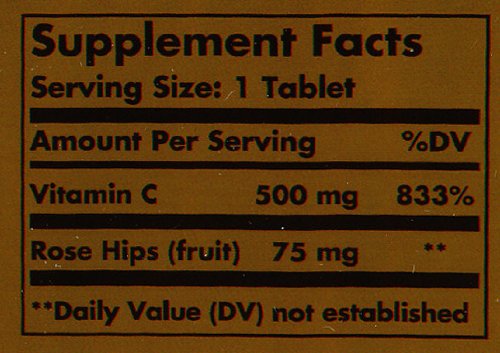 Supplement Facts
Serving Size: 1 Tablet
Amount Per Serving %DV
Vitamin C 500 mg 833%
Rose Hips (fruit) 75 mg **
**Daily Value (DV) not established